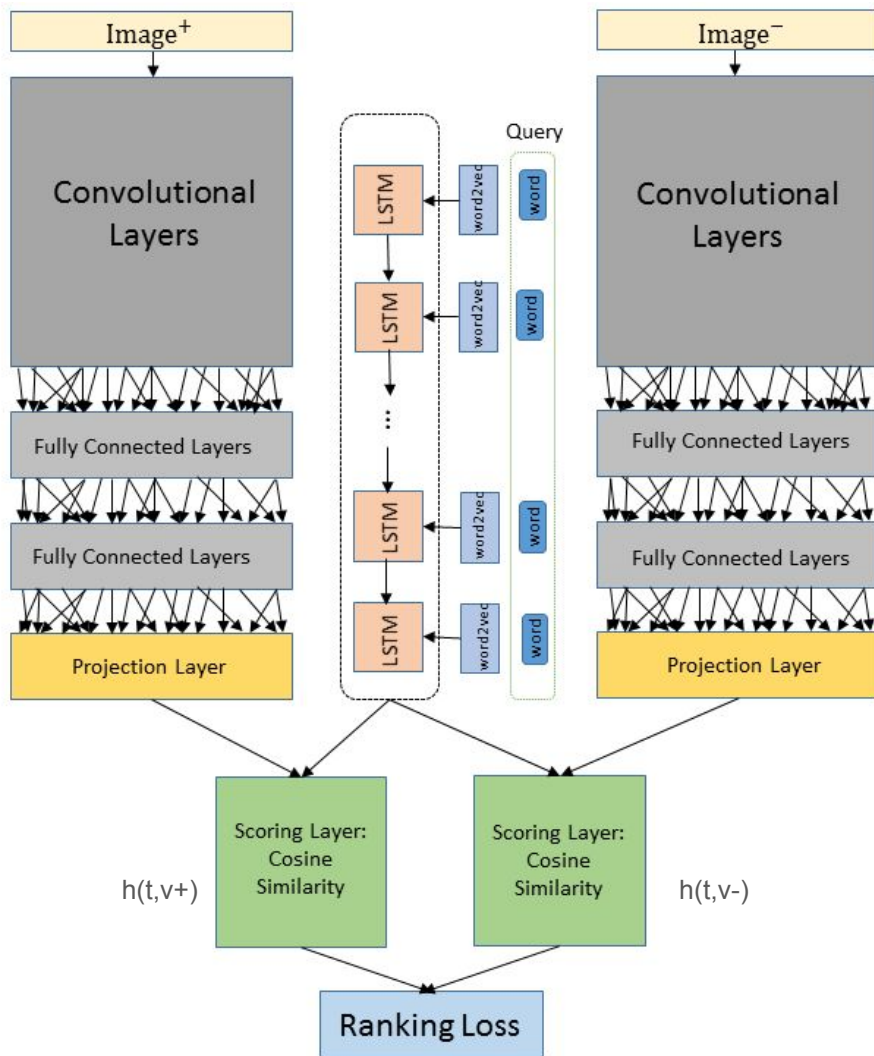 Image⁺
Convolutional
Layers
Fully Connected Layers
Fully Connected Layers
Projection Layer
Query
LSTM
word2vec
word
LSTM
word2vec
word
...
LSTM
word2vec
word
LSTM
word2vec
word
Image⁻
Convolutional
Layers
Fully Connected Layers
Fully Connected Layers
Projection Layer
h(t,v+)
Scoring Layer:
Cosine
Similarity
Scoring Layer:
Cosine
Similarity
h(t,v-)
Ranking Loss